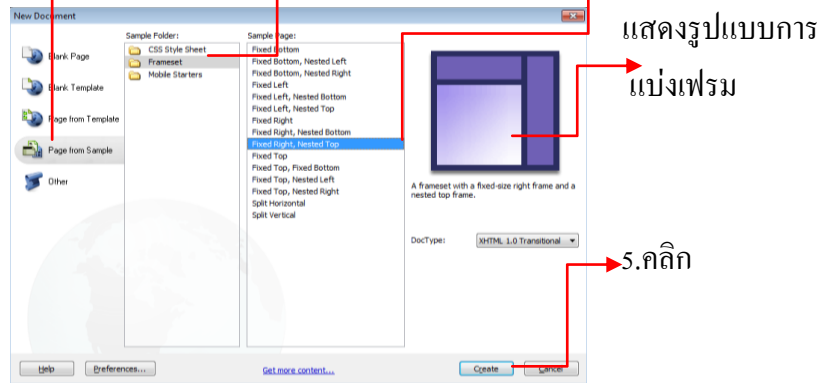 New Document
Sample Folder:
Sample Page:
Blank Page
Blank Template
Page from Template
Page from Sample
Other
CSS Style Sheet
Frameset
Mobile Starters
Fixed Bottom
Fixed Bottom, Nested Left
Fixed Bottom, Nested Right
Fixed Left
Fixed Left, Nested Bottom
Fixed Left, Nested Top
Fixed Right
Fixed Right, Nested Bottom
Fixed Right, Nested Top
Fixed Top
Fixed Top, Fixed Bottom
Fixed Top, Nested Left
Fixed Top, Nested Right
Split Horizontal
Split Vertical
A frameset with a fixed-size right frame and a
nested top frame.
DocType: XHTML 1.0 Transitional
Help
Preferences...
Get more content...
Create
Cancel
แสดงรูปแบบการ
แบ่งเฟรม
5.คลิก